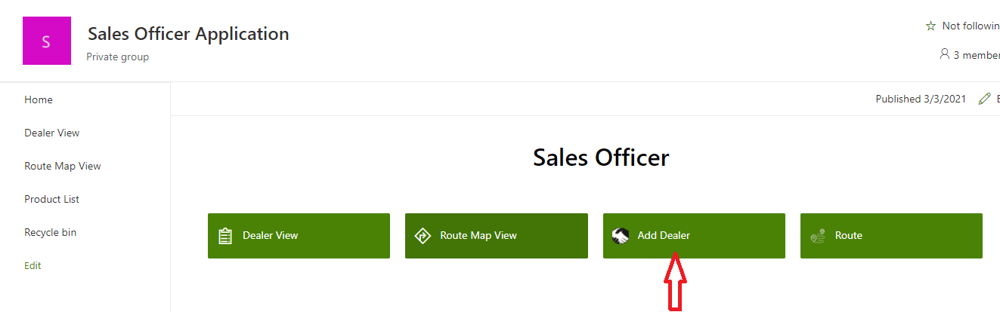 S
Sales Officer Application
Private group
Not followin
3 member
Home
Dealer View
Route Map View
Product List
Recycle bin
Edit
Published 3/3/2021
E
Sales Officer
Dealer View
Route Map View
Add Dealer
Route